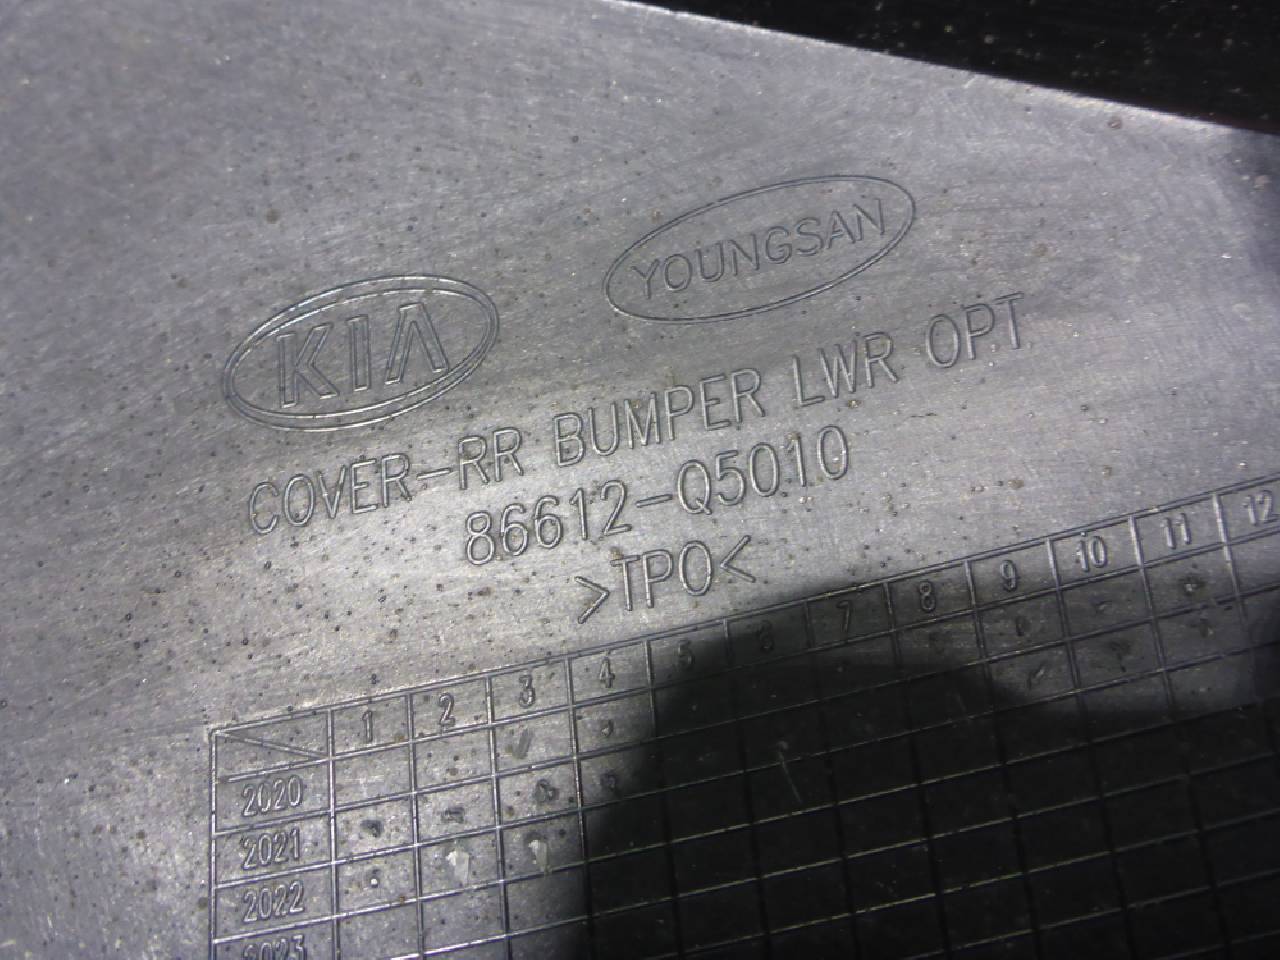 KIA
YOUNGSAN
COVER-RR BUMPER LWR OPT
86612-Q5010
>TPO<
1 2 3 4 5 6 7 8 9 10 11 12
2020
2021
2022
2023